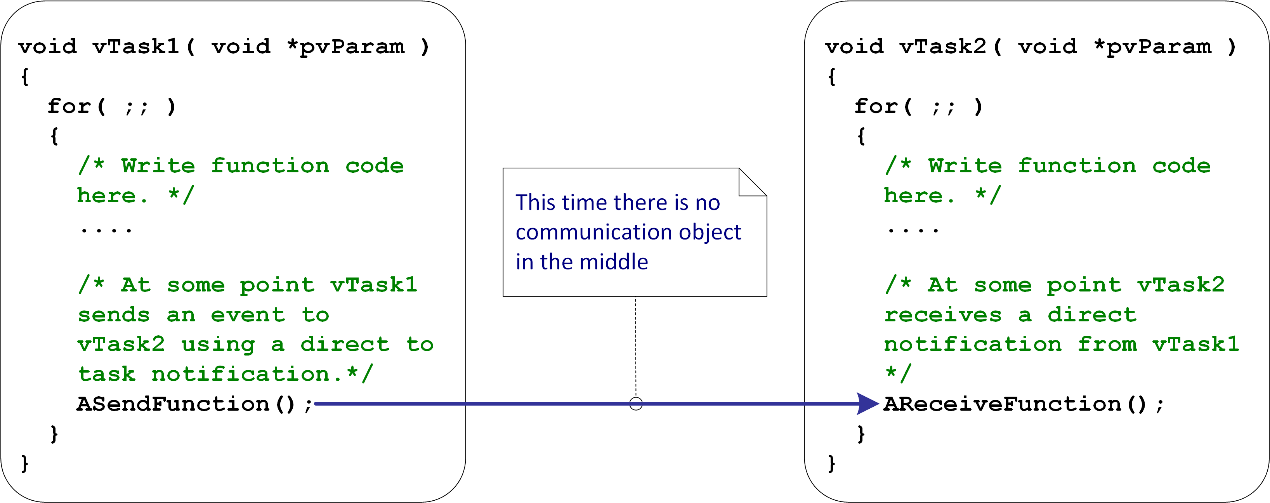 void vTask1( void *pvParam )
{
for( ;; )
{
/* Write function code
here. */
....
/* At some point vTask1
sends an event to
vTask2 using a direct to
task notification.*/
ASendFunction();
}
}
This time there is no
communication object
in the middle
void vTask2( void *pvParam )
{
for( ;; )
{
/* Write function code
here. */
....
/* At some point vTask2
receives a direct
notification from vTask1
*/
AReceiveFunction();
}
}